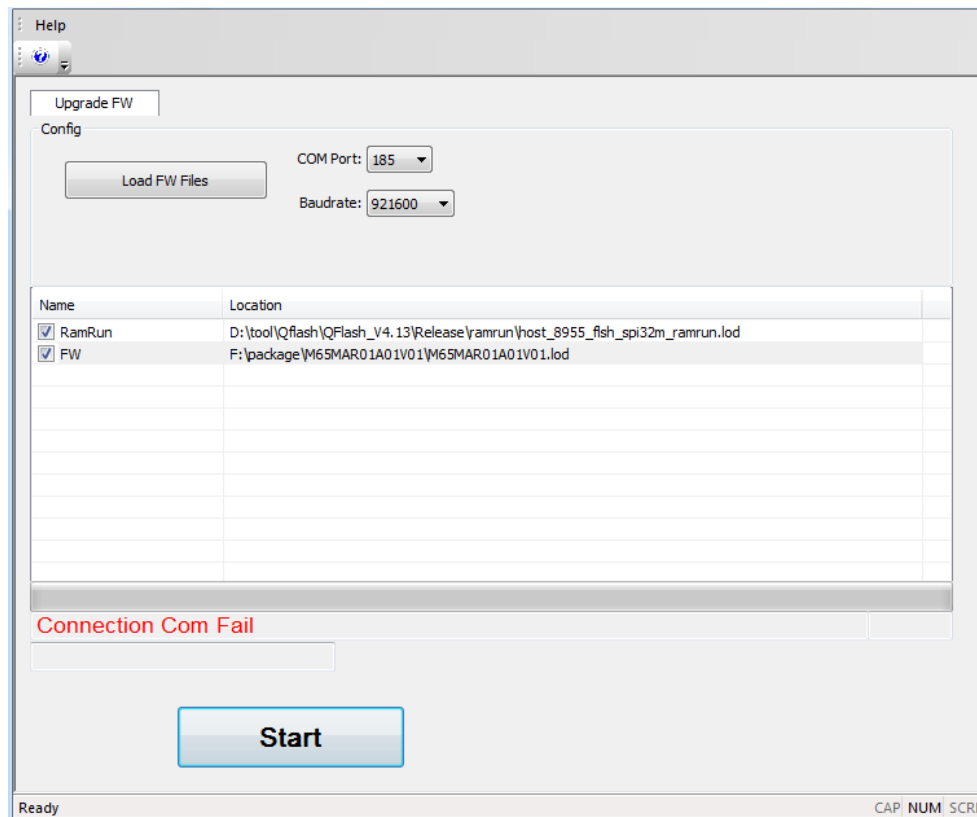 Help
Upgrade FW
Config
Load FW Files
COM Port: 185
Baudrate: 921600
Name Location
RamRun D:\tool\Qflash\QFlash_V4.13\Release\ramrun\host_8955_flsh_spi32m_ramrun.lod
FW F:\package\M65MAR01A01V01\M65MAR01A01V01.lod
Connection Com Fail
Start
Ready CAP NUM SCRI